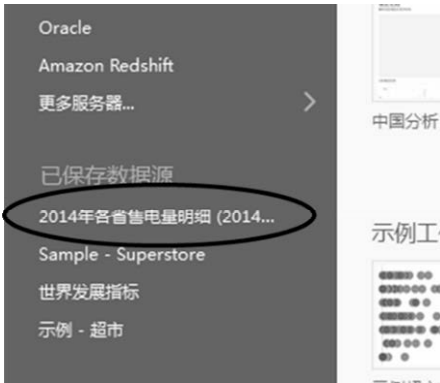 Oracle
Amazon Redshift
更多服务器...
中国分析
已保存数据源
2014年各省售电量明细 (2014...
示例工
Sample - Superstore
世界发展指标
示例 - 超市